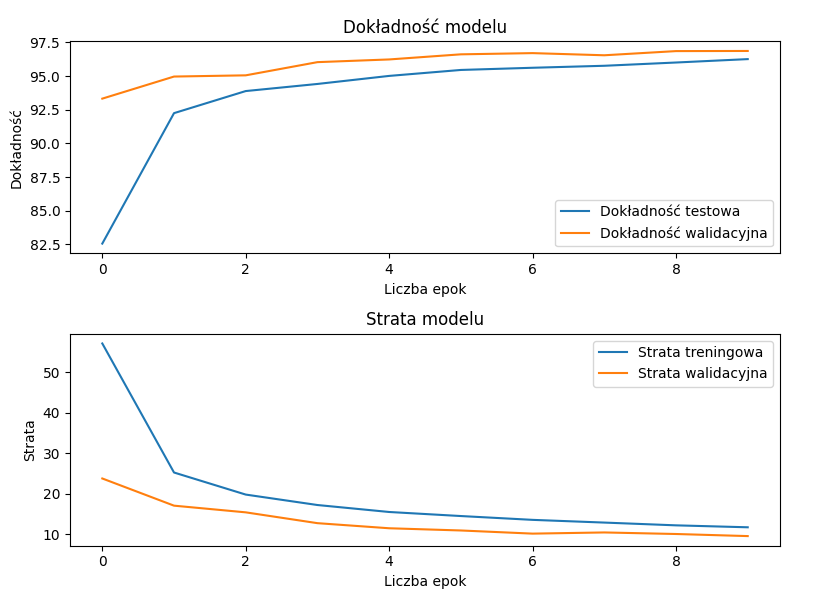 Dokładność modelu
97.5
95.0
92.5
90.0
87.5
85.0
82.5
Dokładność
Dokładność testowa
Dokładność walidacyjna
0 2 4 6 8
Liczba epok
Strata modelu
50
40
30
20
10
Strata
Strata treningowa
Strata walidacyjna
0 2 4 6 8
Liczba epok